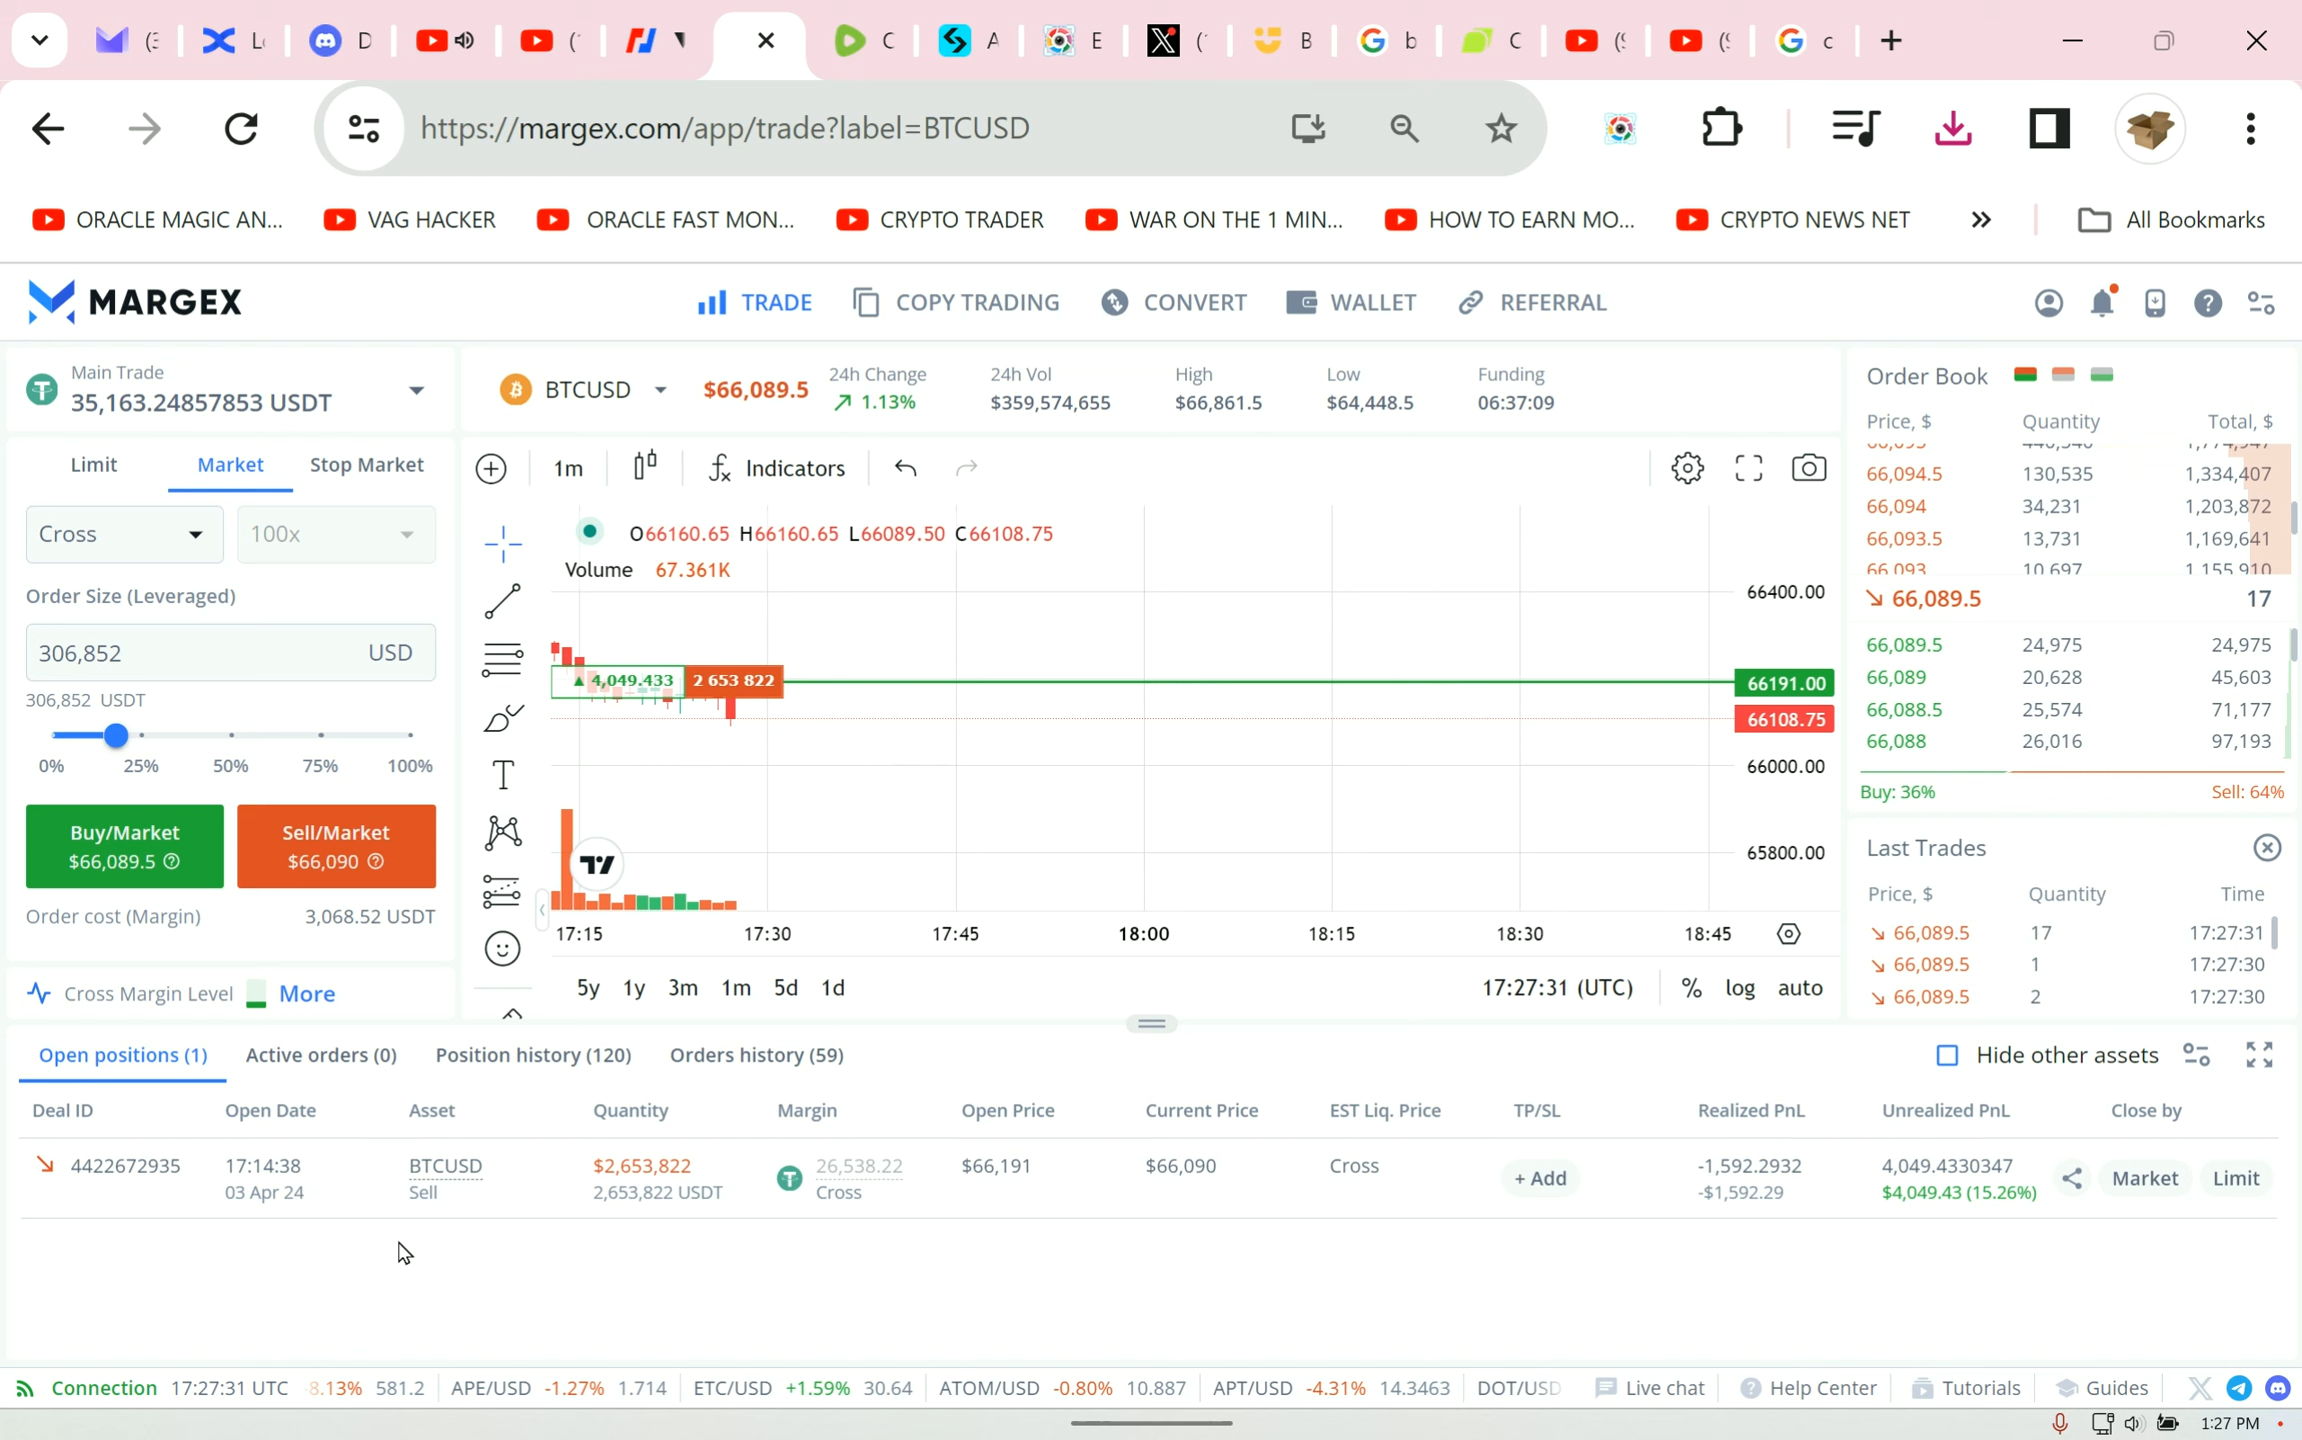 https://margex.com/app/trade?label=BTCUSD
ORACLE MAGIC AN... VAG HACKER ORACLE FAST MON... CRYPTO TRADER WAR ON THE 1 MIN... HOW TO EARN MO... CRYPTO NEWS NET » All Bookmarks
MARGEX TRADE COPY TRADING CONVERT WALLET REFERRAL
Main Trade
35,163.24857853 USDT
Limit Market Stop Market
Cross 100x
Order Size (Leveraged)
306,852 USD
306,852 USDT
0% 25% 50% 75% 100%
Buy/Market
$66,089.5
Sell/Market
$66,090
Order cost (Margin) 3,068.52 USDT
Cross Margin Level More
BTCUSD $66,089.5
24h Change 24h Vol High Low Funding
1.13% $359,574,655 $66,861.5 $64,448.5 06:37:09
1m Indicators
O66160.65 H66160.65 L66089.50 C66108.75
Volume 67.361K
66400.00
▲ 4,049.433 2 653 822 66191.00
66108.75
66000.00
65800.00
17:15 17:30 17:45 18:00 18:15 18:30 18:45
5y 1y 3m 1m 5d 1d 17:27:31 (UTC) % log auto
Order Book
Price, $ Quantity Total, $
66,094.5 130,535 1,334,407
66,094 34,231 1,203,872
66,093.5 13,731 1,169,641
66,093 10,697 1,155,910
66,089.5 17
66,089.5 24,975 24,975
66,089 20,628 45,603
66,088.5 25,574 71,177
66,088 26,016 97,193
Buy: 36% Sell: 64%
Last Trades
Price, $ Quantity Time
66,089.5 17 17:27:31
66,089.5 1 17:27:30
66,089.5 2 17:27:30
Open positions (1) Active orders (0) Position history (120) Orders history (59) Hide other assets
Deal ID Open Date Asset Quantity Margin Open Price Current Price EST Liq. Price TP/SL Realized PnL Unrealized PnL Close by
4422672935 17:14:38 BTCUSD $2,653,822 26,538.22 $66,191 $66,090 Cross + Add -1,592.2932 4,049.4330347 Market Limit
03 Apr 24 Sell 2,653,822 USDT Cross -$1,592.29 $4,049.43 (15.26%)
Connection 17:27:31 UTC 8.13% 581.2 APE/USD -1.27% 1.714 ETC/USD +1.59% 30.64 ATOM/USD -0.80% 10.887 APT/USD -4.31% 14.3463 DOT/USD Live chat Help Center Tutorials Guides
1:27 PM